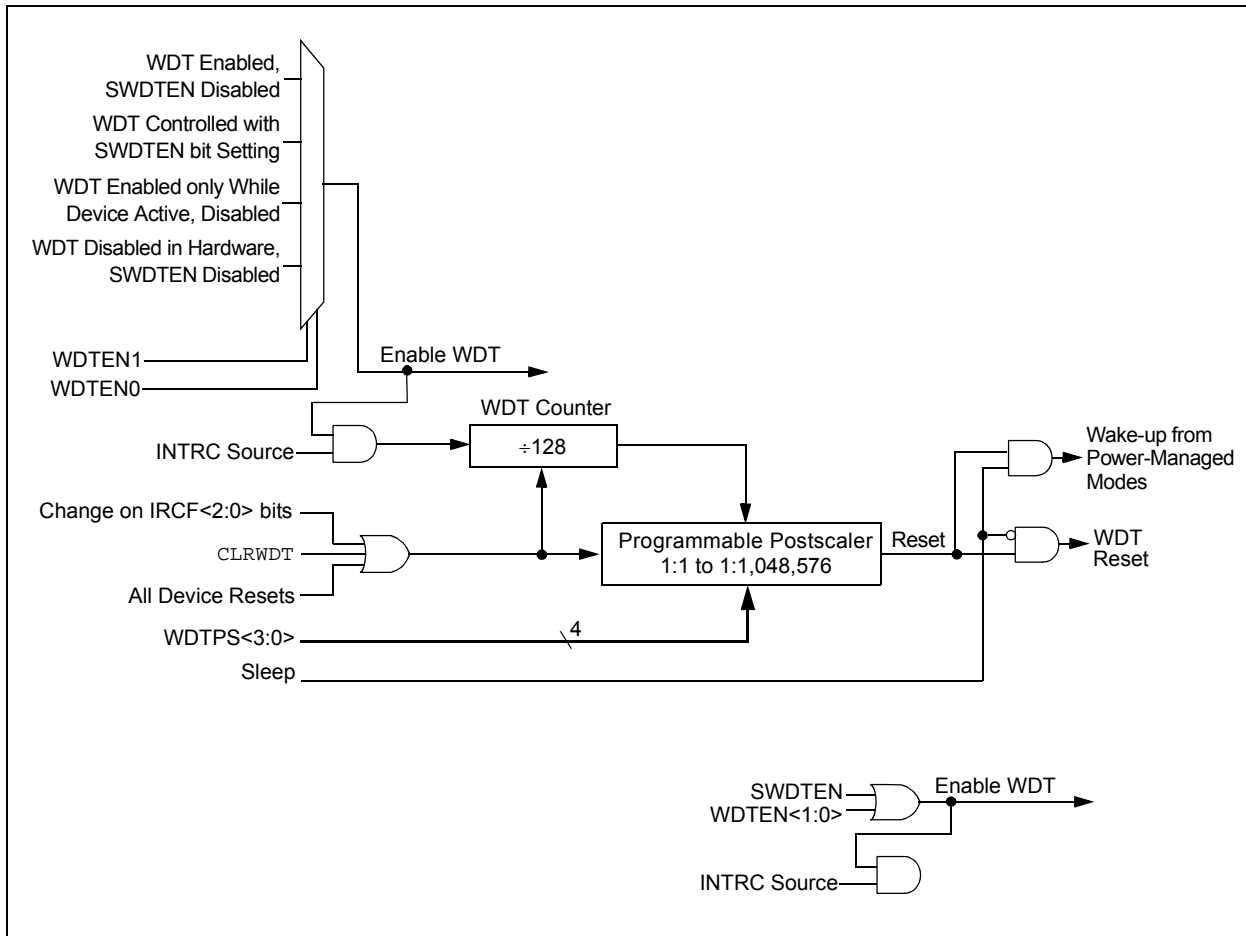 WDT Enabled,
SWDTEN Disabled
WDT Controlled with
SWDTEN bit Setting
WDT Enabled only While
Device Active, Disabled
WDT Disabled in Hardware,
SWDTEN Disabled
WDTEN1
WDTEN0
Enable WDT
WDT Counter
INTRC Source
÷128
Wake-up from
Power-Managed
Modes
Change on IRCF<2:0> bits
CLRWDT
All Device Resets
Programmable Postscaler
1:1 to 1:1,048,576
Reset
WDT
Reset
WDTPS<3:0>
4
Sleep
SWDTEN
WDTEN<1:0>
Enable WDT
INTRC Source